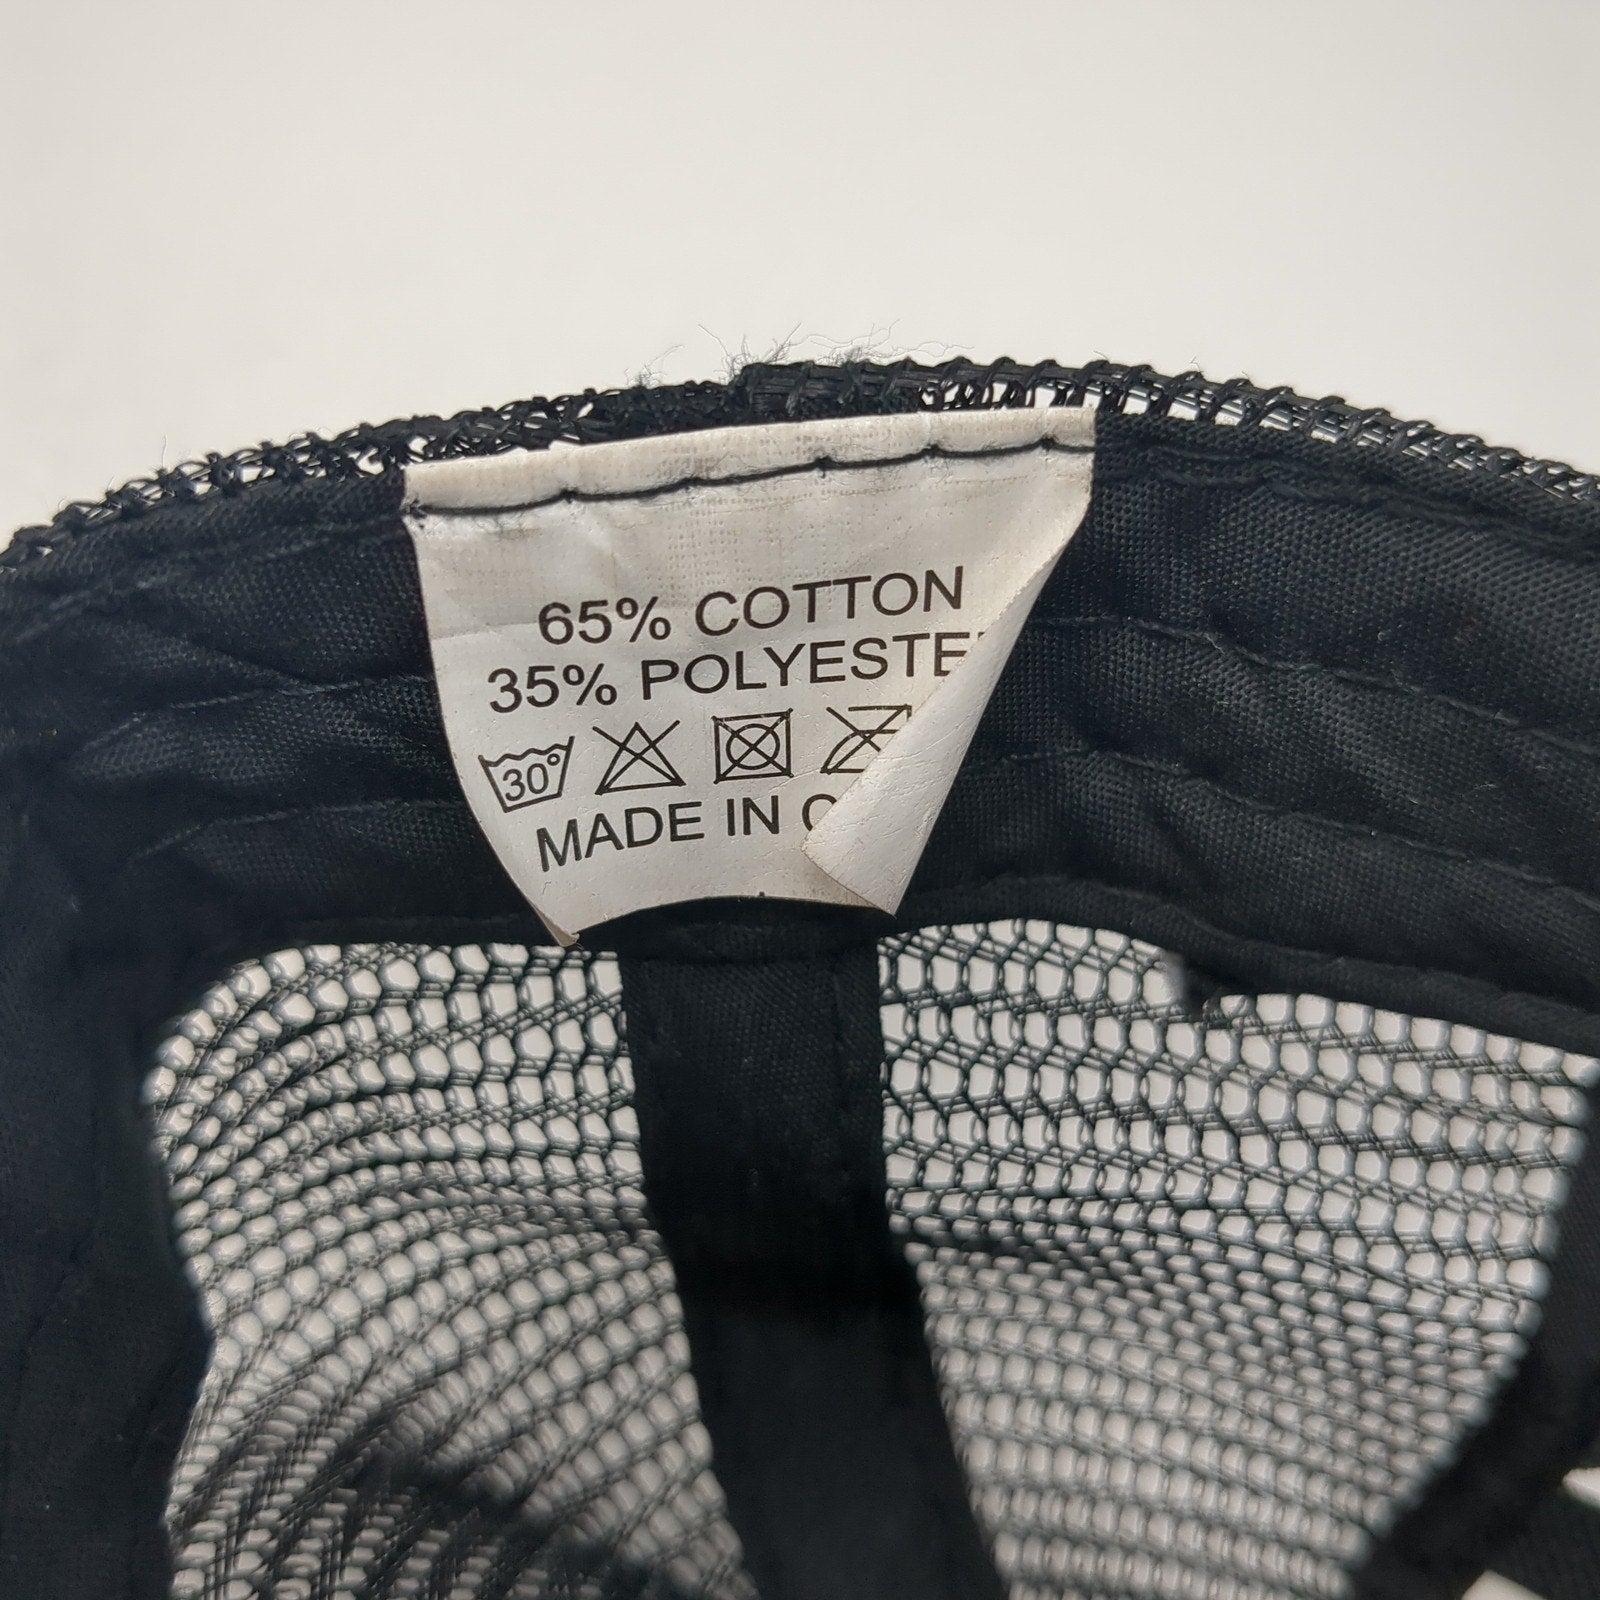 65% COTTON
35% POLYESTE
30°
MADE IN